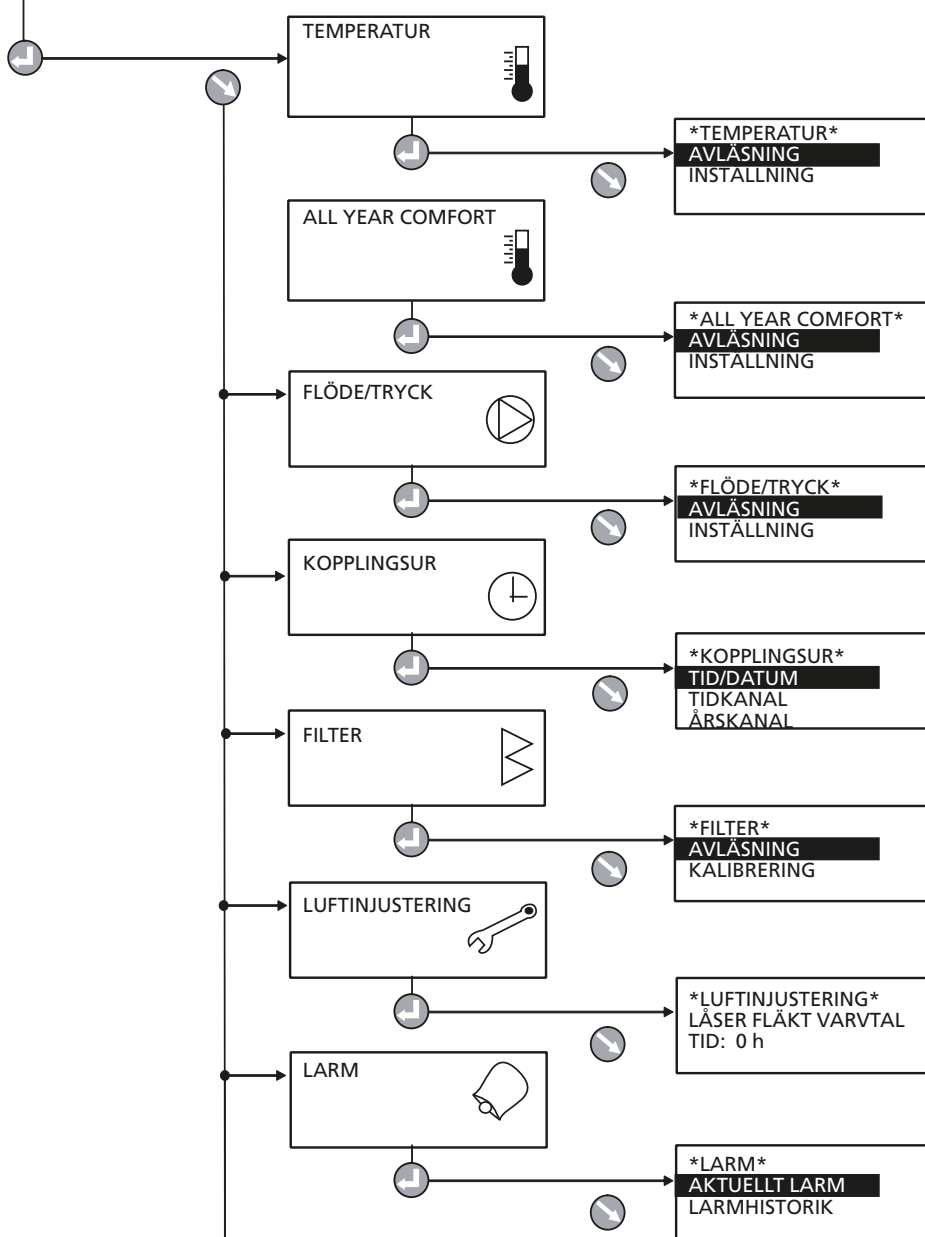 TEMPERATUR
*TEMPERATUR*
AVLÄSNING
INSTÄLLNING
ALL YEAR COMFORT
*ALL YEAR COMFORT*
AVLÄSNING
INSTÄLLNING
FLÖDE/TRYCK
*FLÖDE/TRYCK*
AVLÄSNING
INSTÄLLNING
KOPPLINGSUR
*KOPPLINGSUR*
TID/DATUM
TIDKANAL
ÅRSKANAL
FILTER
*FILTER*
AVLÄSNING
KALIBRERING
LUFTINJUSTERING
*LUFTINJUSTERING*
LÅSER FLÄKT VARVTAL
TID: 0 h
LARM
*LARM*
AKTUELLT LARM
LARMHISTORIK